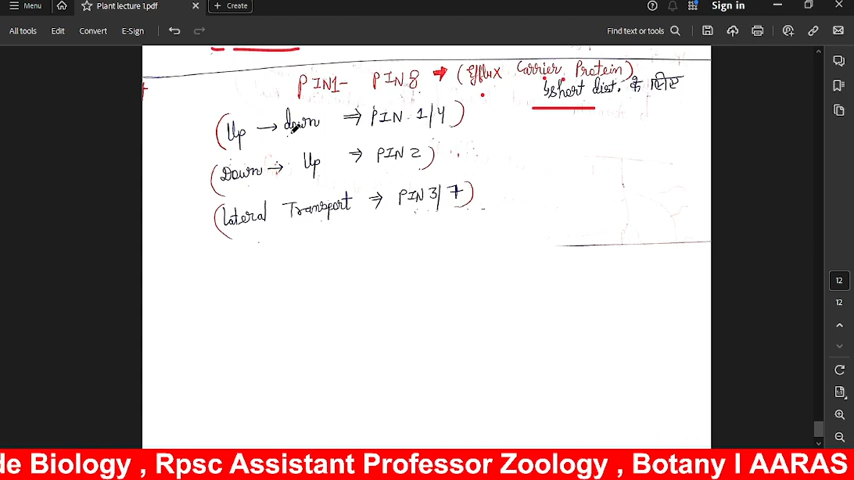 Menu
Plant lecture 1.pdf
Create
Sign in
All tools
Edit
Convert
E-Sign
Find text or tools
PIN1- PIN8 → (Efflux Carrier Protein)
↳ short dist. के लिए
(Up → down ⇒ PIN 1/4)
(Down → Up ⇒ PIN 2)
(lateral Transport ⇒ PIN 3/7)
12
12
de Biology , Rpsc Assistant Professor Zoology , Botany I AARAS